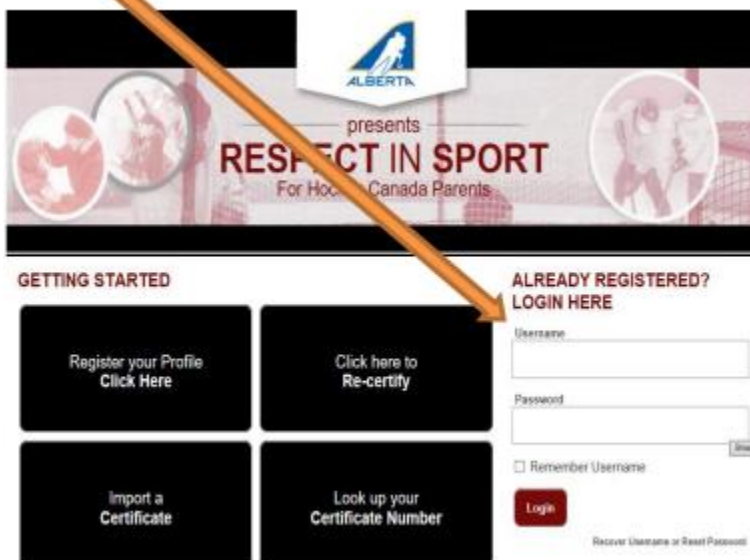 ALBERTA
presents
RESPECT IN SPORT
For Hockey Canada Parents
GETTING STARTED
Register your Profile
Click Here
Click here to
Re-certify
Import a
Certificate
Look up your
Certificate Number
ALREADY REGISTERED?
LOGIN HERE
Username
Password
Remember Username
Login
Recover Username or Reset Password